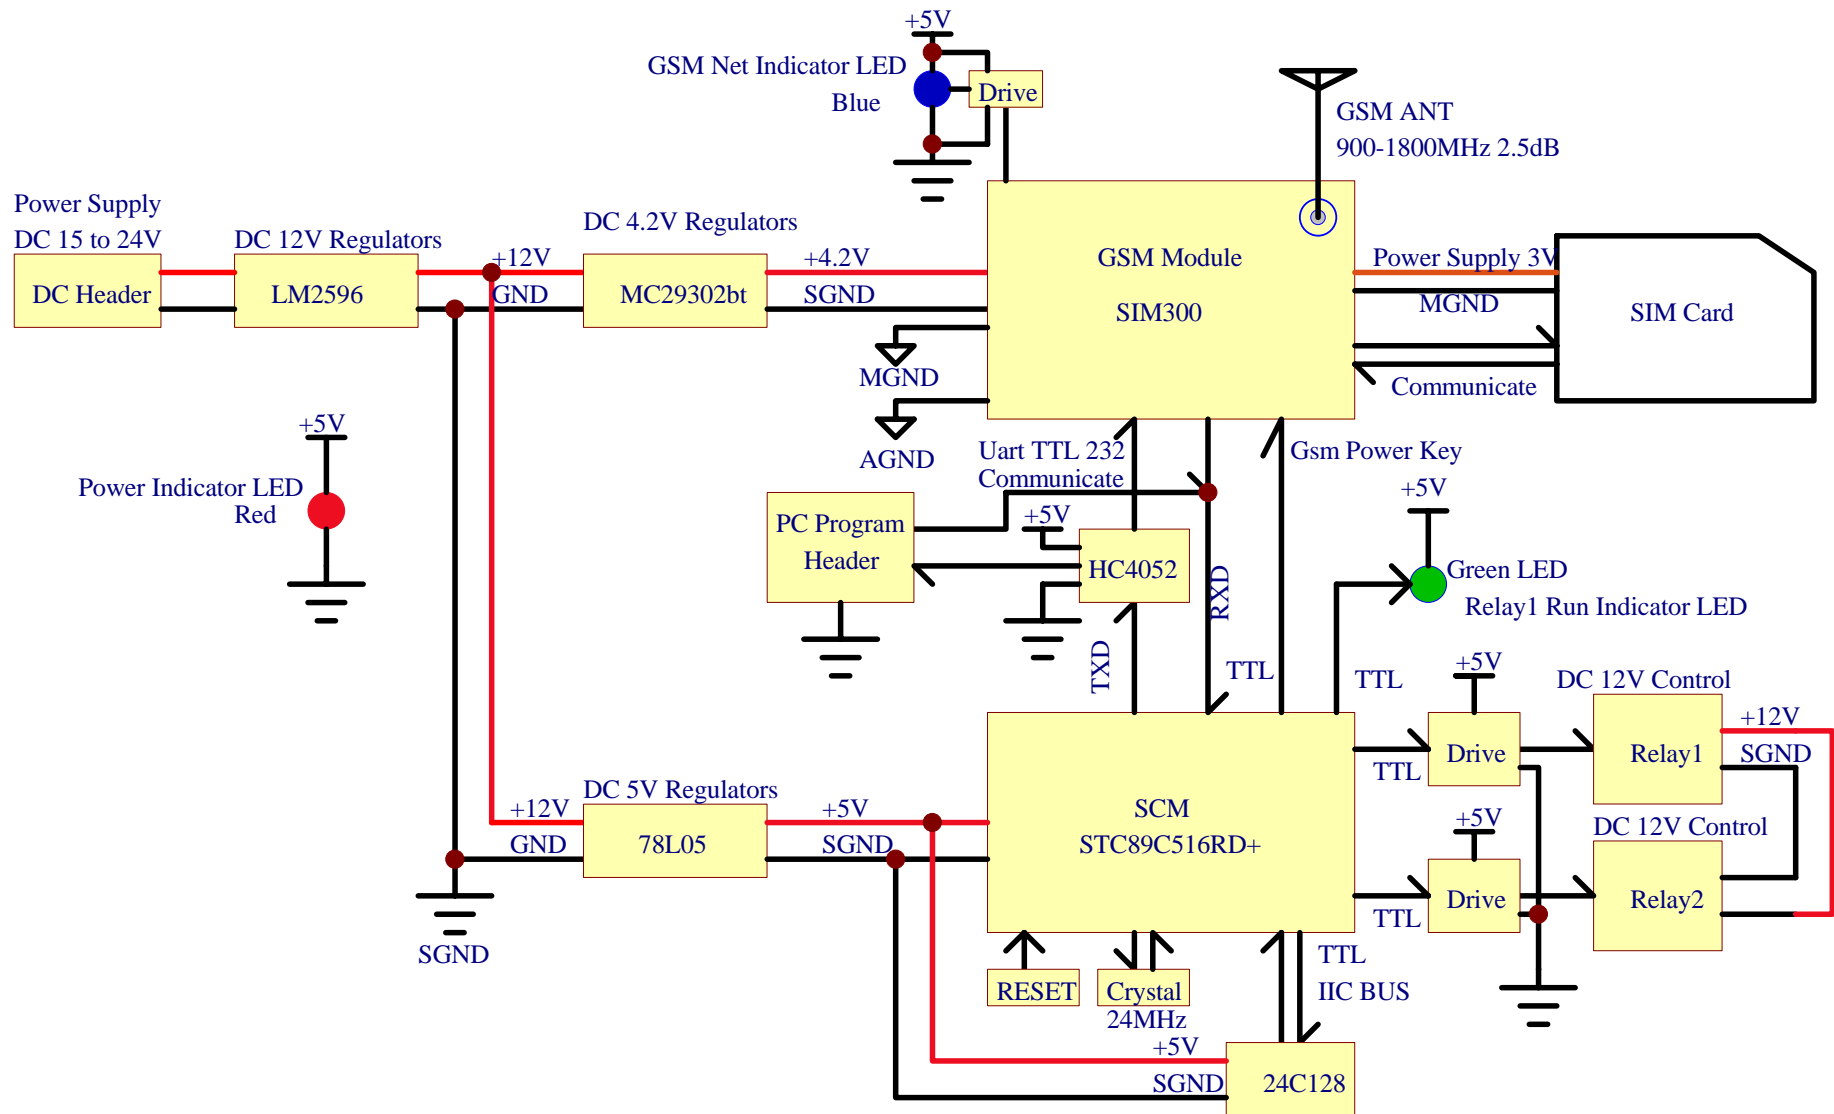 +5V
GSM Net Indicator LED
Blue
Drive
GSM ANT
900-1800MHz 2.5dB
Power Supply
DC 15 to 24V
DC Header
DC 12V Regulators
LM2596
+12V
GND
DC 4.2V Regulators
MC29302bt
+4.2V
SGND
GSM Module
SIM300
Power Supply 3V
MGND
SIM Card
Communicate
MGND
AGND
+5V
Power Indicator LED
Red
Uart TTL 232
Communicate
Gsm Power Key
PC Program
Header
+5V
HC4052
RXD
TXD
TTL
+5V
Green LED
Relay1 Run Indicator LED
TTL
+5V
DC 12V Control
Drive
TTL
Relay1
+12V
SGND
DC 5V Regulators
+12V
GND
78L05
+5V
SGND
SCM
STC89C516RD+
+5V
DC 12V Control
Drive
TTL
Relay2
SGND
RESET
Crystal
24MHz
TTL
IIC BUS
+5V
SGND
24C128